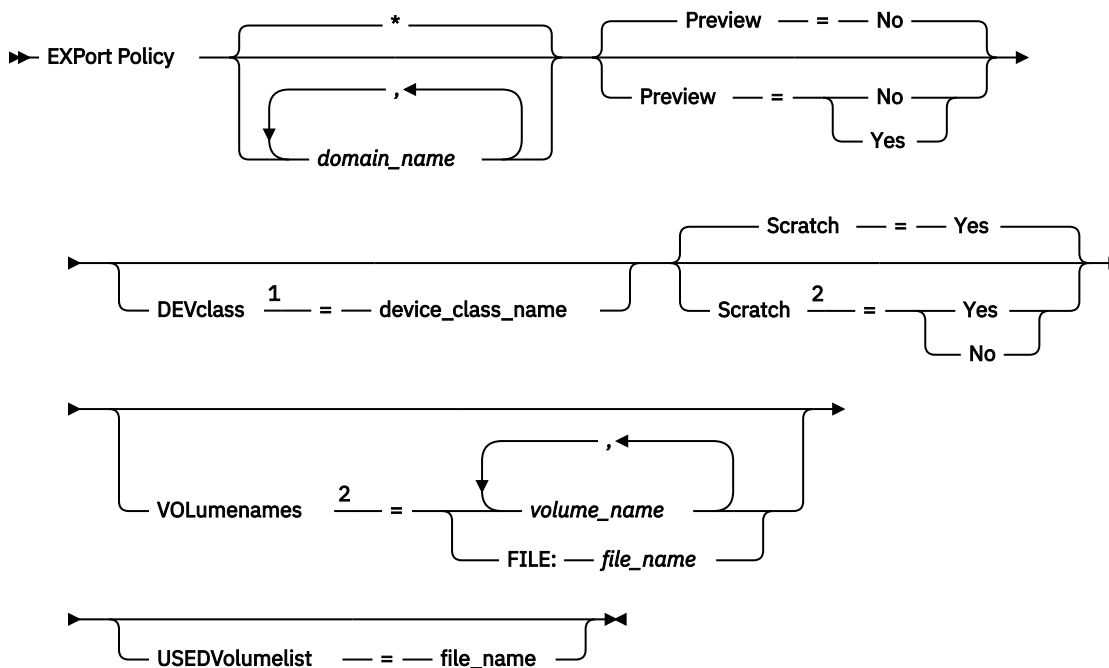 *
Preview = No
EXPort Policy
,
Preview = No
Yes
domain_name
Scratch = Yes
DEVclass 1 = device_class_name
Scratch 2 = Yes
No
,
VOLumenames 2 = volume_name
FILE: file_name
USEDVolumelist = file_name